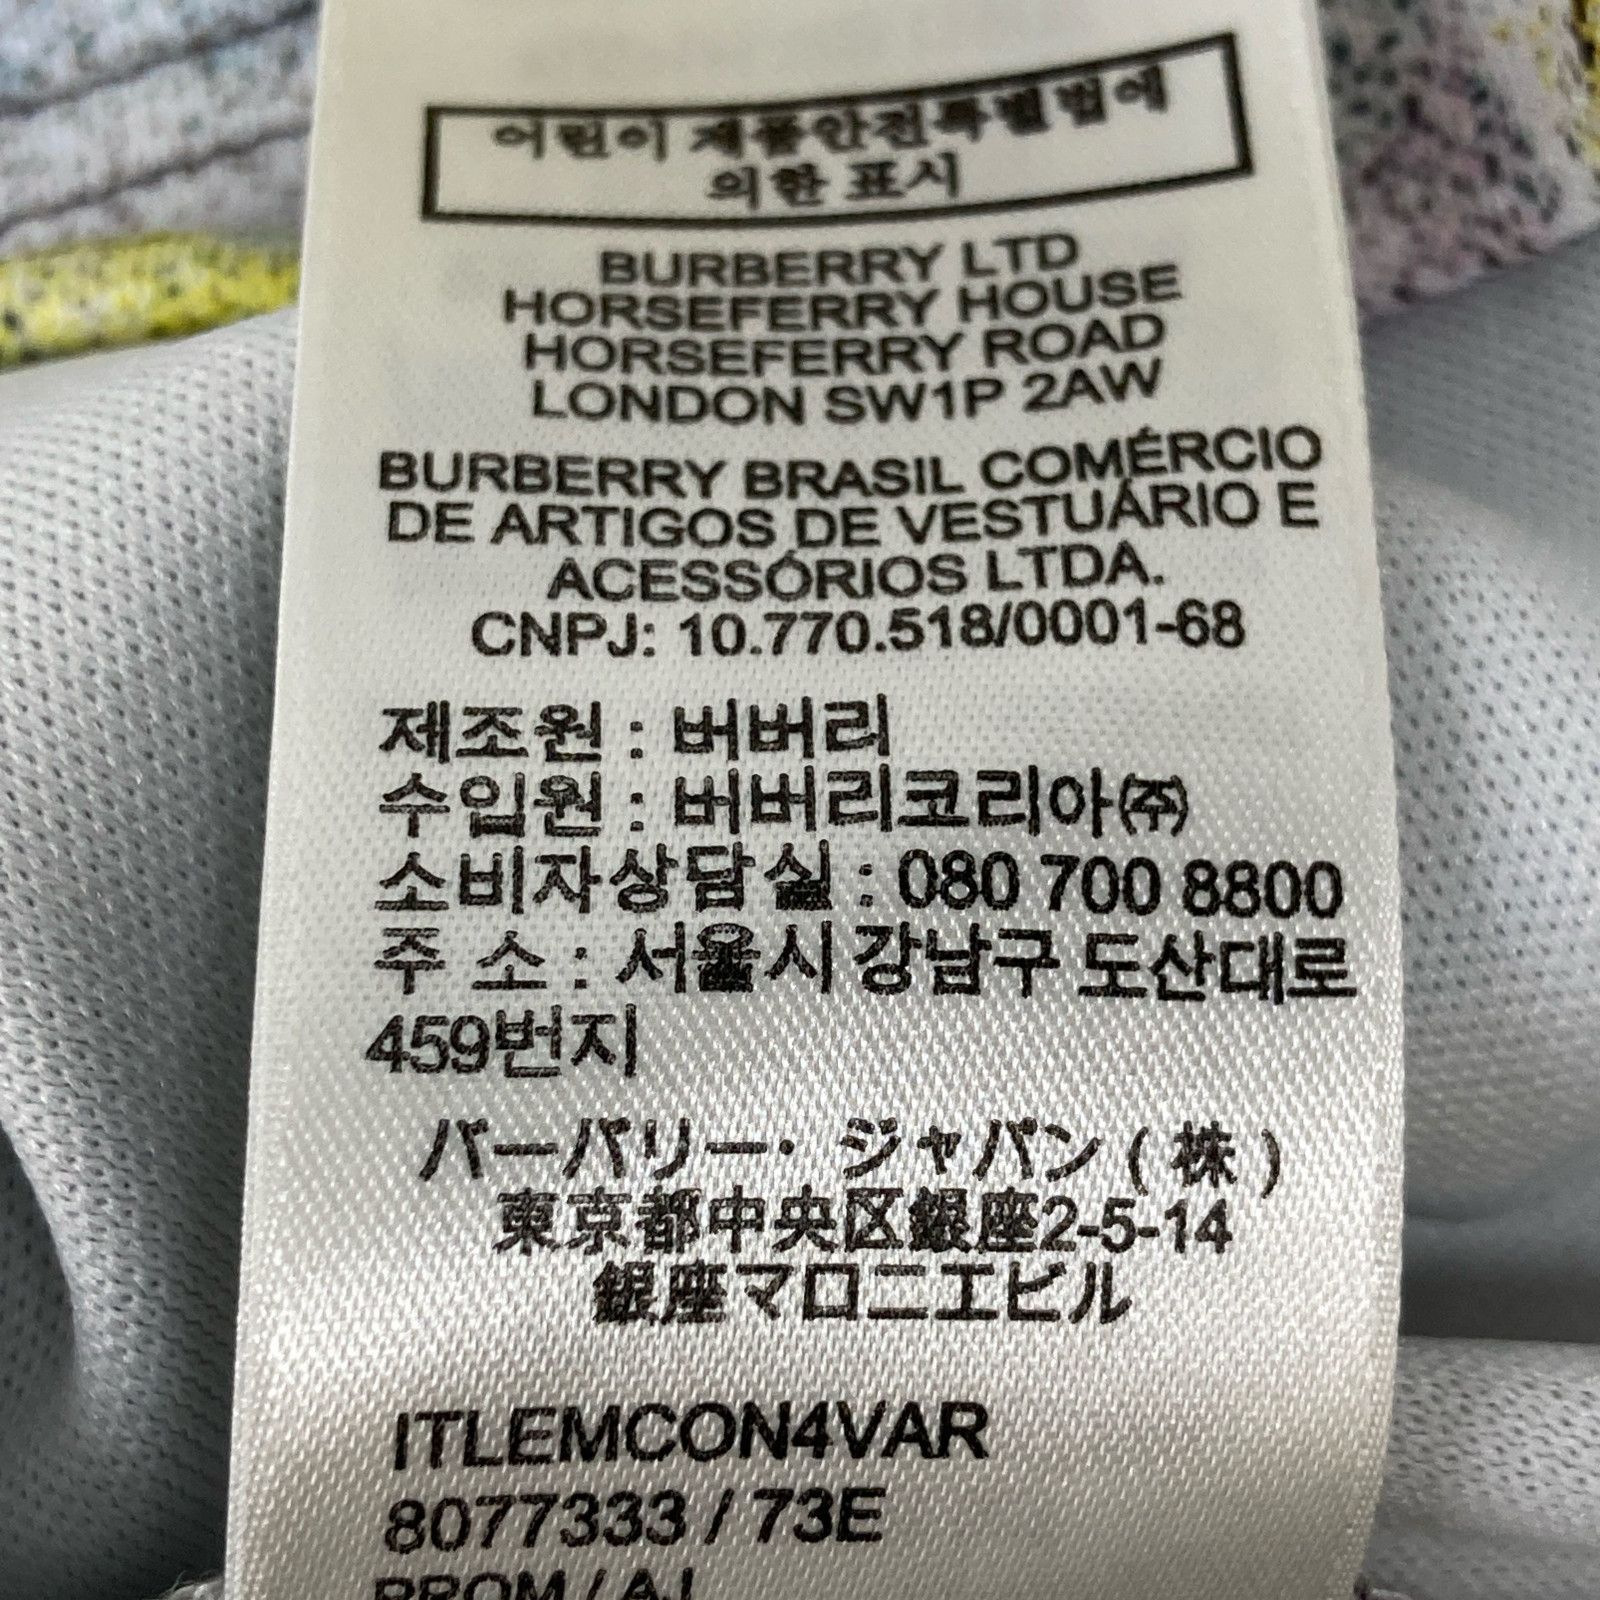 어린이 제품안전특별법에
의한 표시
BURBERRY LTD
HORSEFERRY HOUSE
HORSEFERRY ROAD
LONDON SW1P 2AW
BURBERRY BRASIL COMÉRCIO
DE ARTIGOS DE VESTUÁRIO E
ACESSÓRIOS LTDA.
CNPJ: 10.770.518/0001-68
제조원 : 버버리
수입원 : 버버리코리아㈜
소비자상담실 : 080 700 8800
주 소 : 서울시 강남구 도산대로
459번지
バーバリー・ジャパン ( 株 )
東京都中央区銀座2-5-14
銀座マロニエビル
ITLEMCON4VAR
8077333 / 73E
PROM / AJ